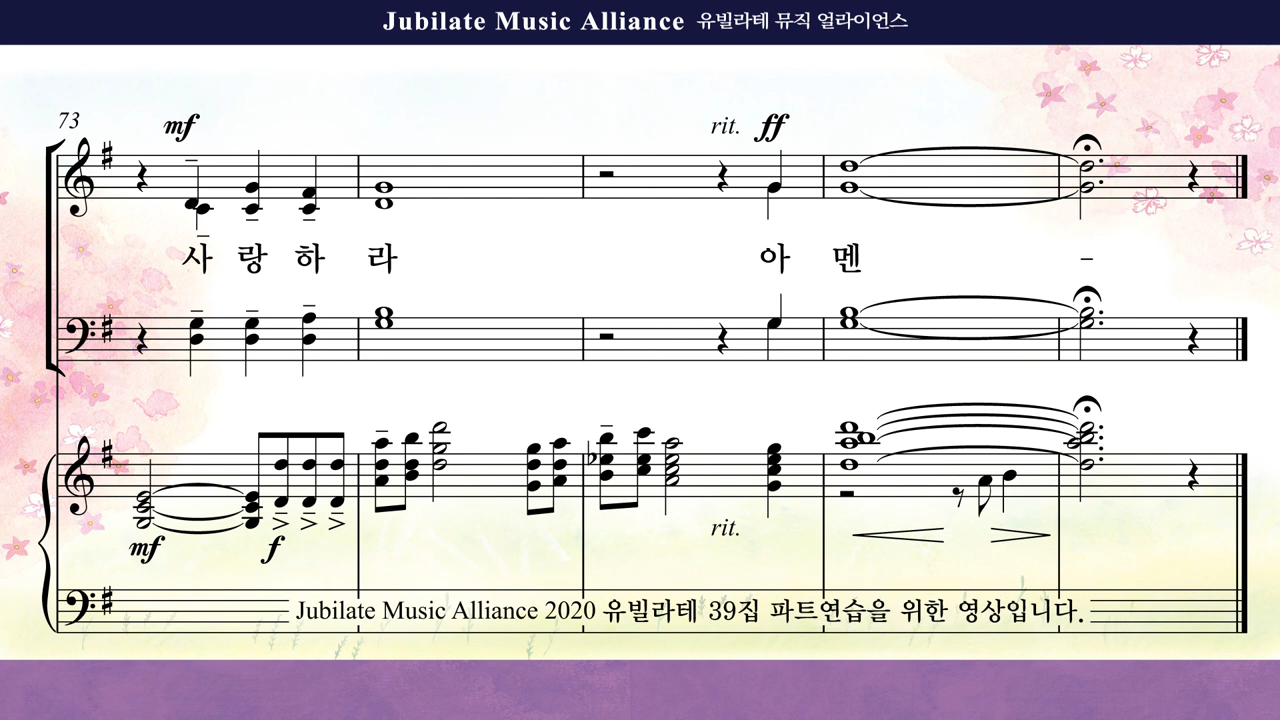 Jubilate Music Alliance 유빌라테 뮤직 얼라이언스
73 mf rit. ff
사 랑 하 라 아 멘 -
mf f rit.
Jubilate Music Alliance 2020 유빌라테 39집 파트연습을 위한 영상입니다.